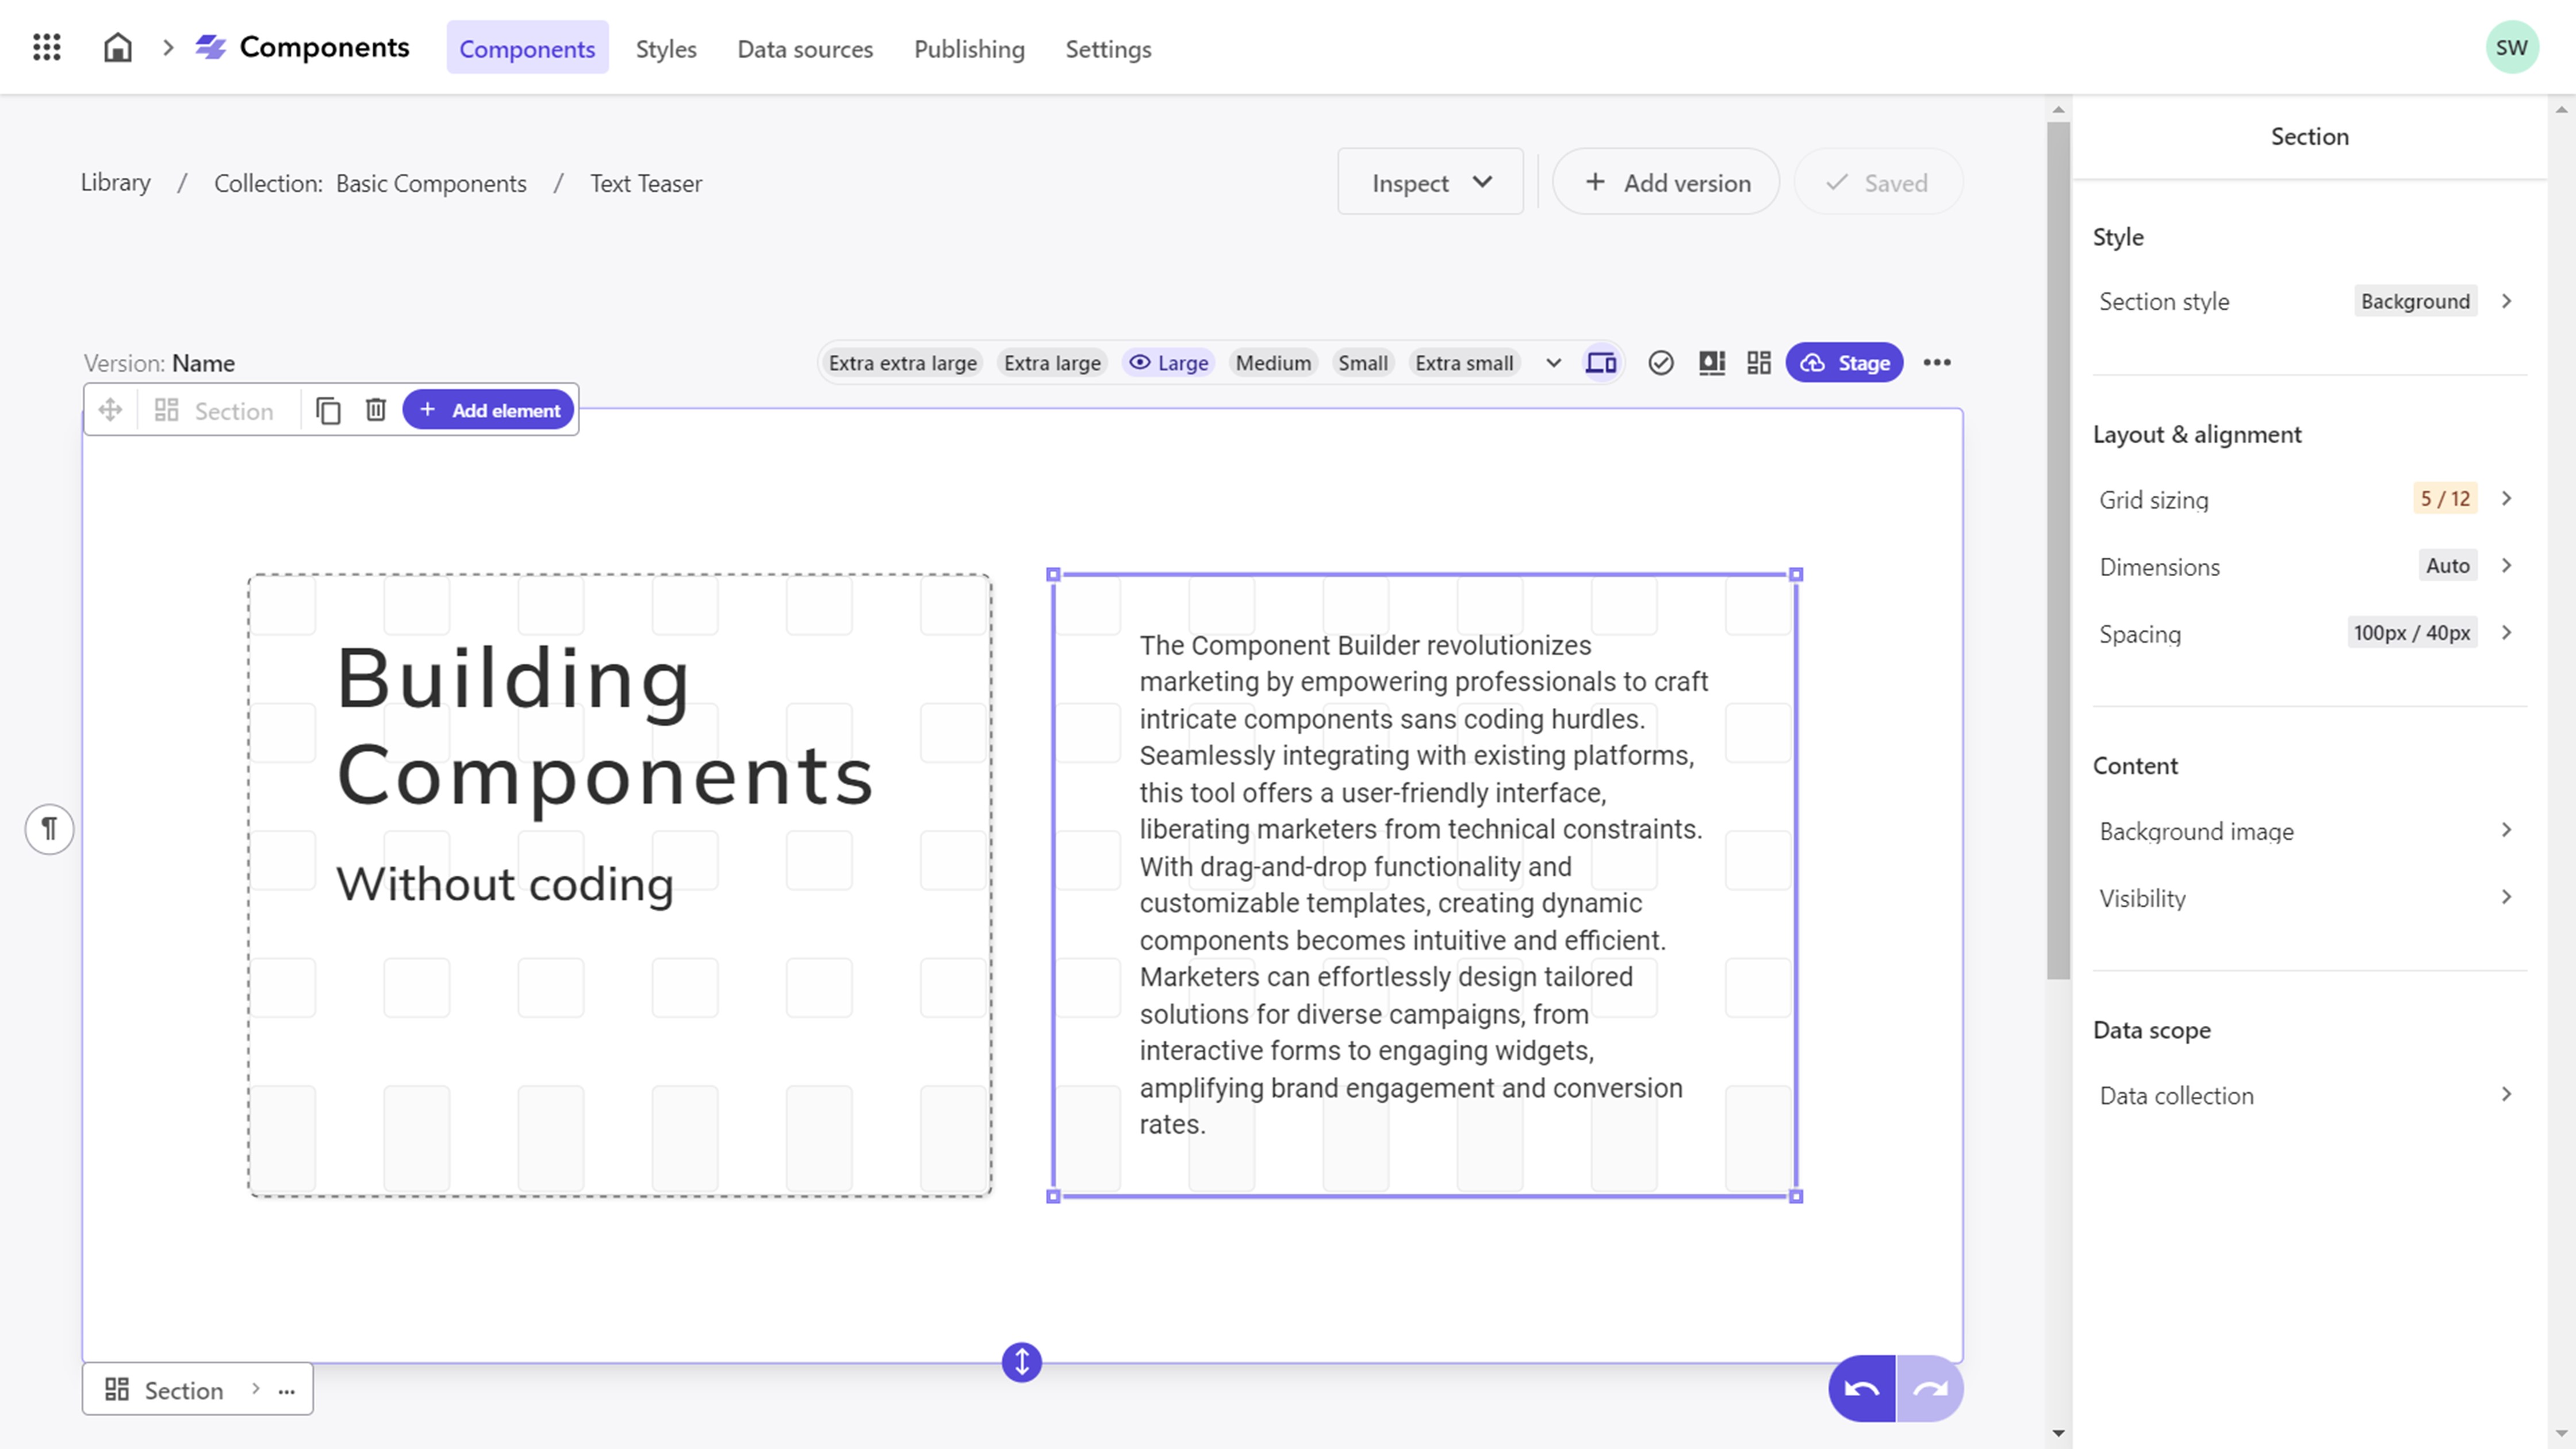 Components
Components Styles Data sources Publishing Settings
SW
Library / Collection: Basic Components / Text Teaser
Inspect
+ Add version
Saved
Version: Name
Extra extra large Extra large Large Medium Small Extra small
Stage
Section
+ Add element
Building
Components
Without coding
The Component Builder revolutionizes
marketing by empowering professionals to craft
intricate components sans coding hurdles.
Seamlessly integrating with existing platforms,
this tool offers a user-friendly interface,
liberating marketers from technical constraints.
With drag-and-drop functionality and
customizable templates, creating dynamic
components becomes intuitive and efficient.
Marketers can effortlessly design tailored
solutions for diverse campaigns, from
interactive forms to engaging widgets,
amplifying brand engagement and conversion
rates.
¶
Section > ...
Section
Style
Section style Background
Layout & alignment
Grid sizing 5 / 12
Dimensions Auto
Spacing 100px / 40px
Content
Background image
Visibility
Data scope
Data collection